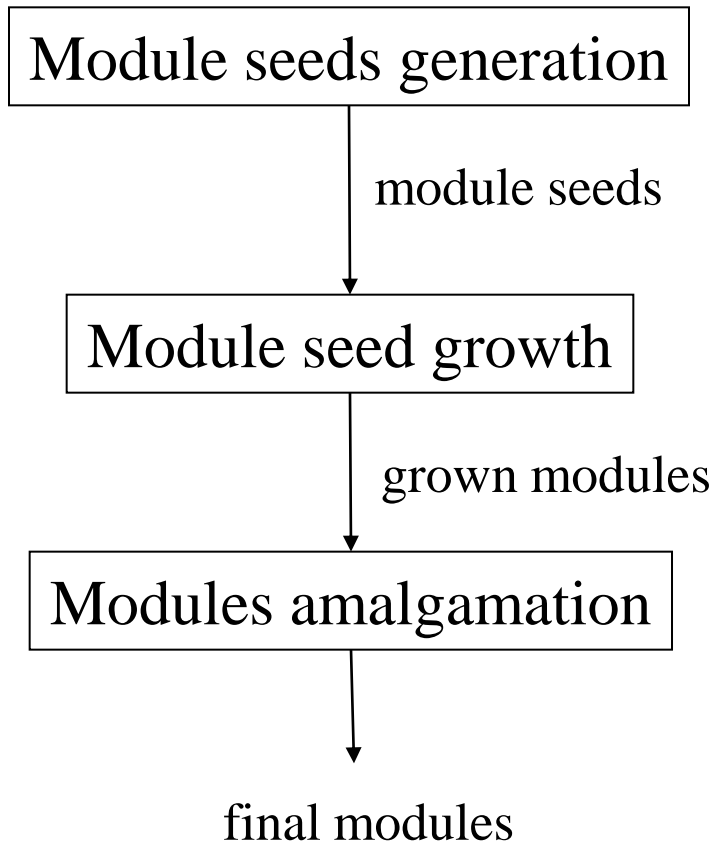 Module seeds generation
module seeds
Module seed growth
grown modules
Modules amalgamation
final modules